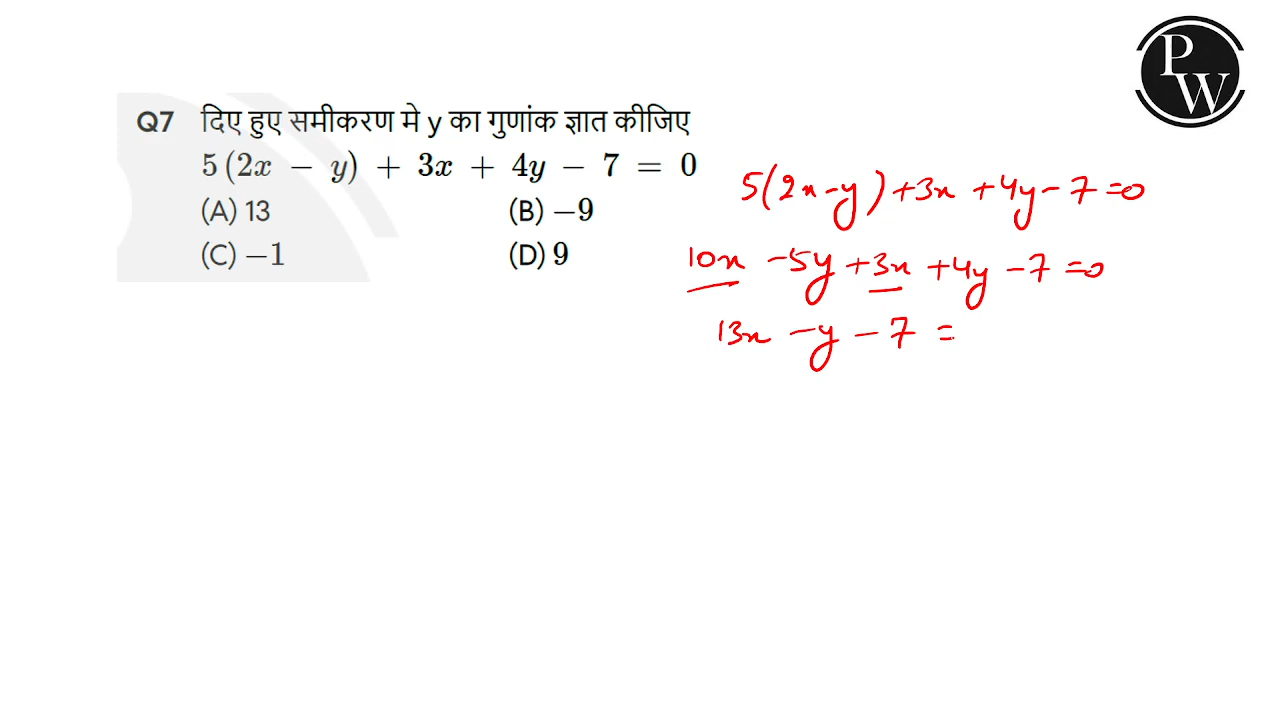 PW
Q7 दिए हुए समीकरण मे y का गुणांक ज्ञात कीजिए
5 (2x − y) + 3x + 4y − 7 = 0
(A) 13 (B) −9
(C) −1 (D) 9
5(2x-y)+3x+4y-7=0
10x -5y+3x+4y-7=0
13x -y-7 =